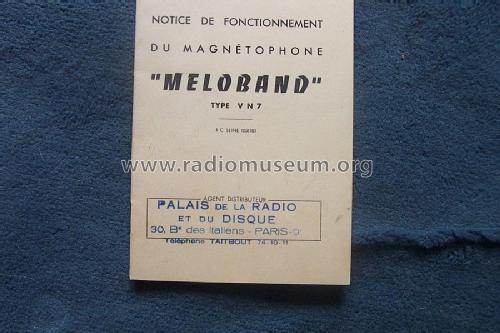 NOTICE DE FONCTIONNEMENT
DU MAGNÉTOPHONE
"MELOBAND"
TYPE VN7
www.radiomuseum.org
AGENT DISTRIBUTEUR
PALAIS DE LA RADIO
ET DU DISQUE
30, Bd des Italiens - PARIS-9
Téléphone TAITBOUT